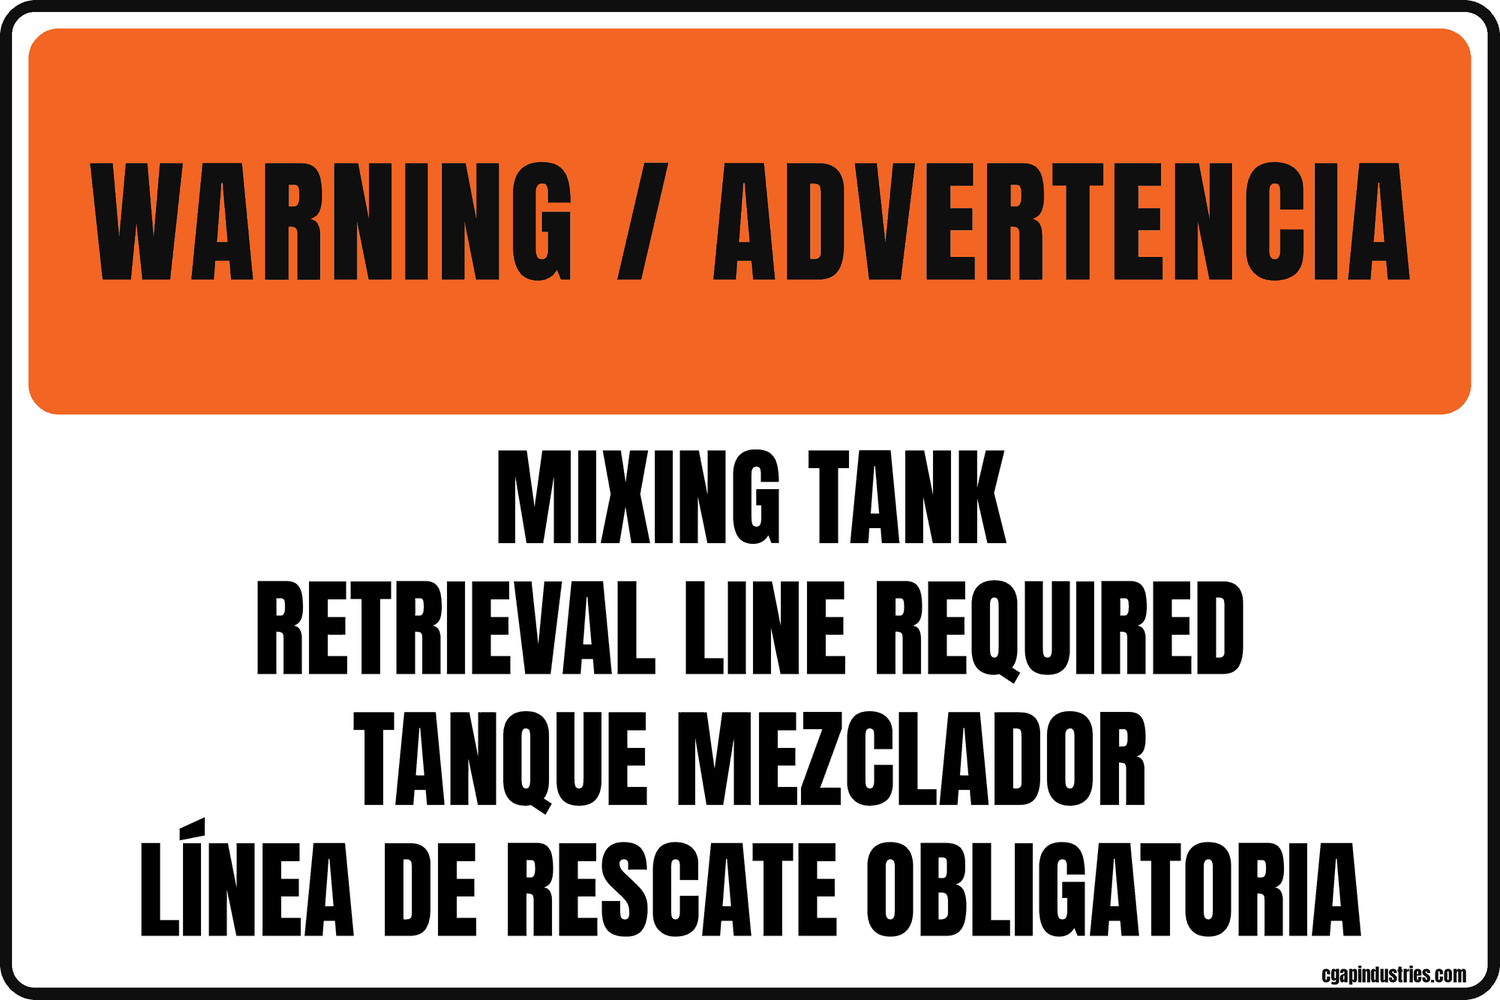 WARNING / ADVERTENCIA
MIXING TANK
RETRIEVAL LINE REQUIRED
TANQUE MEZCLADOR
LÍNEA DE RESCATE OBLIGATORIA
cgapindustries.com